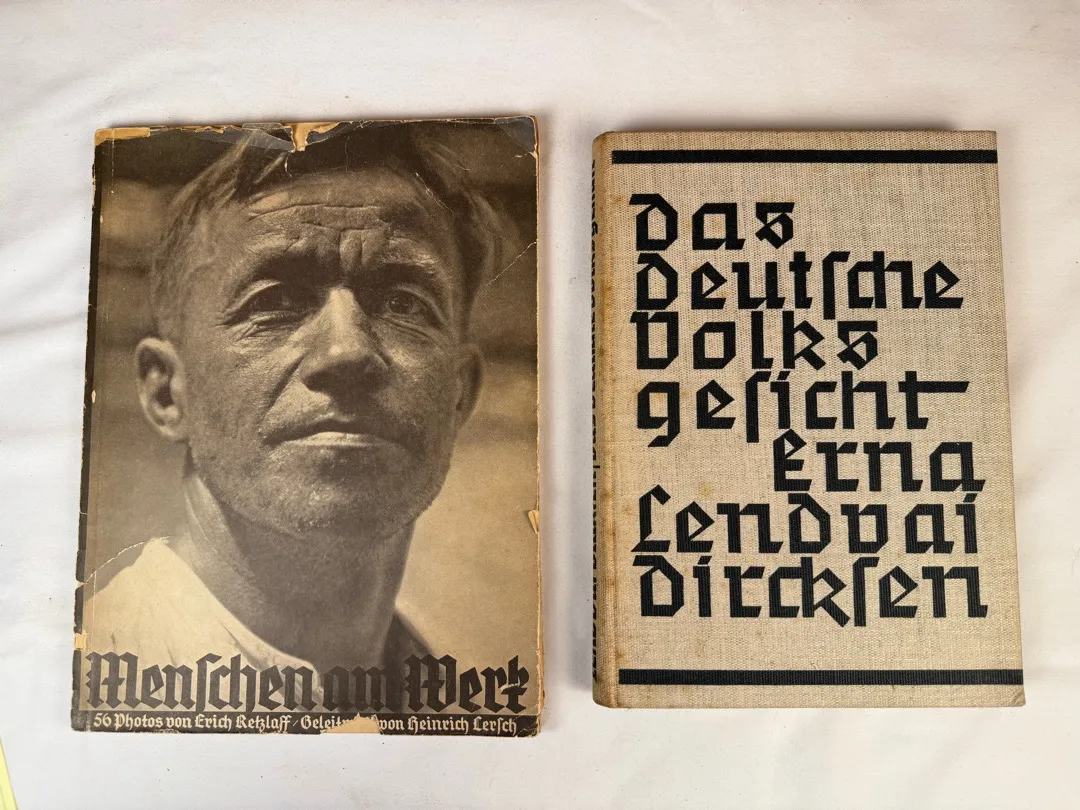 Menſchen am Werk
56 Photos von Erich Retzlaff / von Heinrich Lerſch
Das
deutſche
Volks
geſicht
Erna
Lendvai
Dirckſen